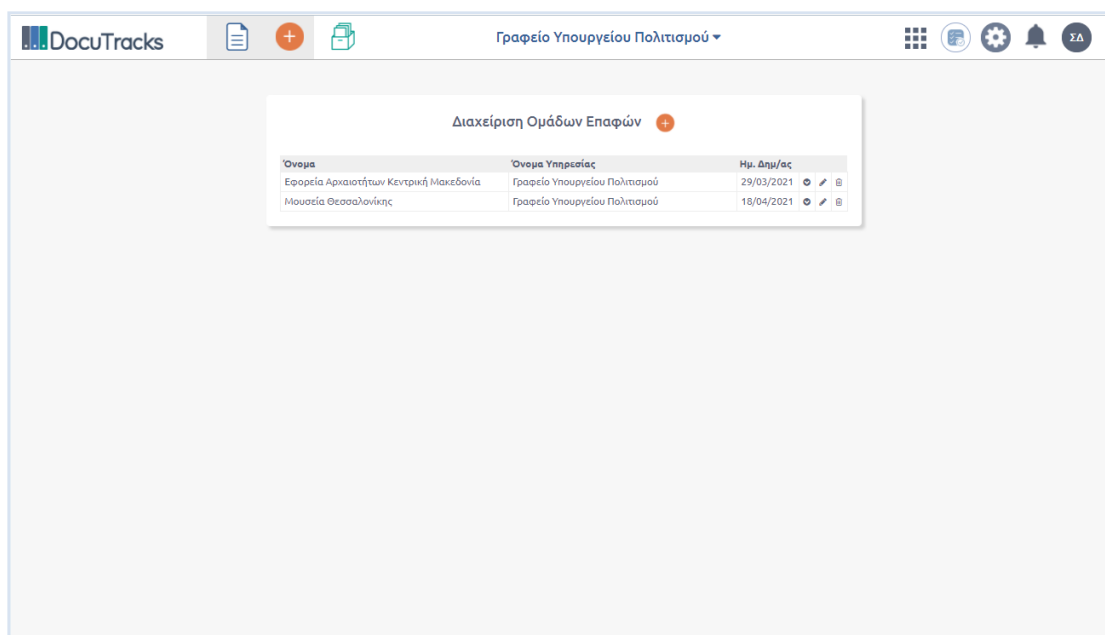 DocuTracks
Γραφείο Υπουργείου Πολιτισμού
ΣΔ
Διαχείριση Ομάδων Επαφών
Όνομα Όνομα Υπηρεσίας Ημ. Δημ/ας
Εφορεία Αρχαιοτήτων Κεντρική Μακεδονία Γραφείο Υπουργείου Πολιτισμού 29/03/2021
Μουσεία Θεσσαλονίκης Γραφείο Υπουργείου Πολιτισμού 18/04/2021